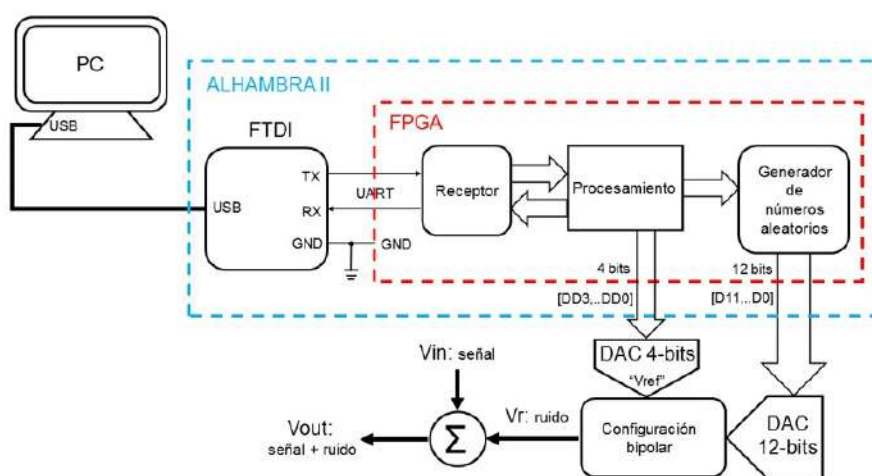 PC
USB
ALHAMBRA II
FTDI
FPGA
TX
UART
RX
USB
GND
GND
Receptor
Procesamiento
Generador
de
números
aleatorios
4 bits
12 bits
[DD3,..DD0]
[D11,..D0]
DAC 4-bits
"Vref"
Vin: señal
Vr: ruido
Vout:
señal + ruido
Σ
Configuración
bipolar
DAC
12-bits